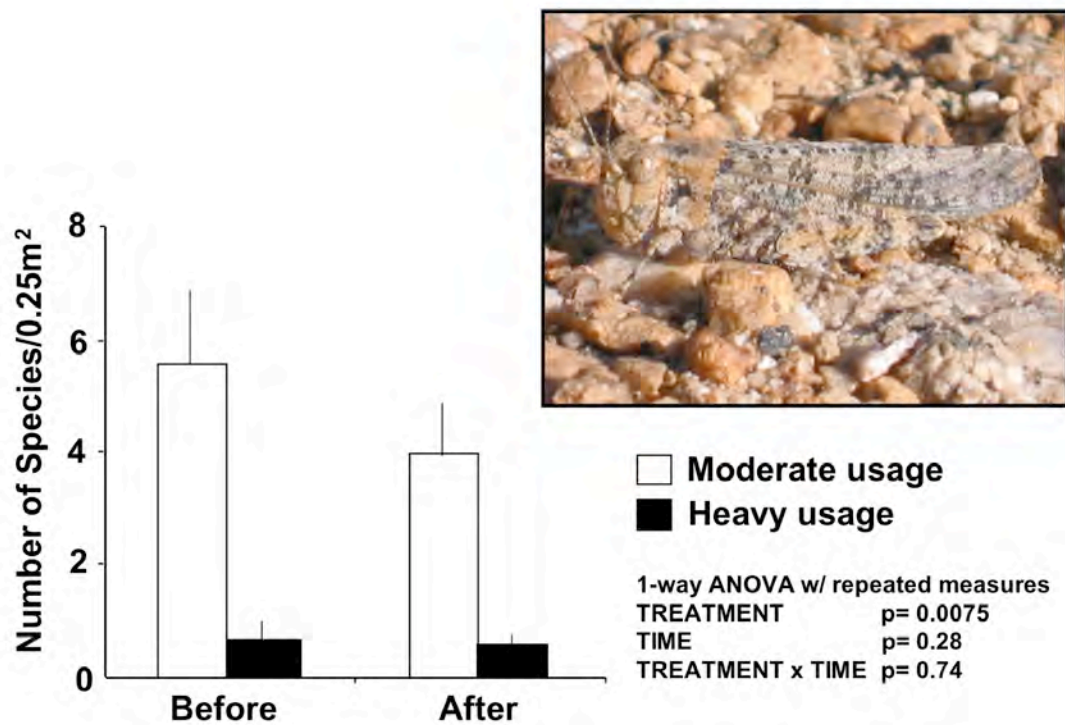 Number of Species/0.25m²
8
6
4
2
0
Before After
Moderate usage
Heavy usage
1-way ANOVA w/ repeated measures
TREATMENT p= 0.0075
TIME p= 0.28
TREATMENT x TIME p= 0.74